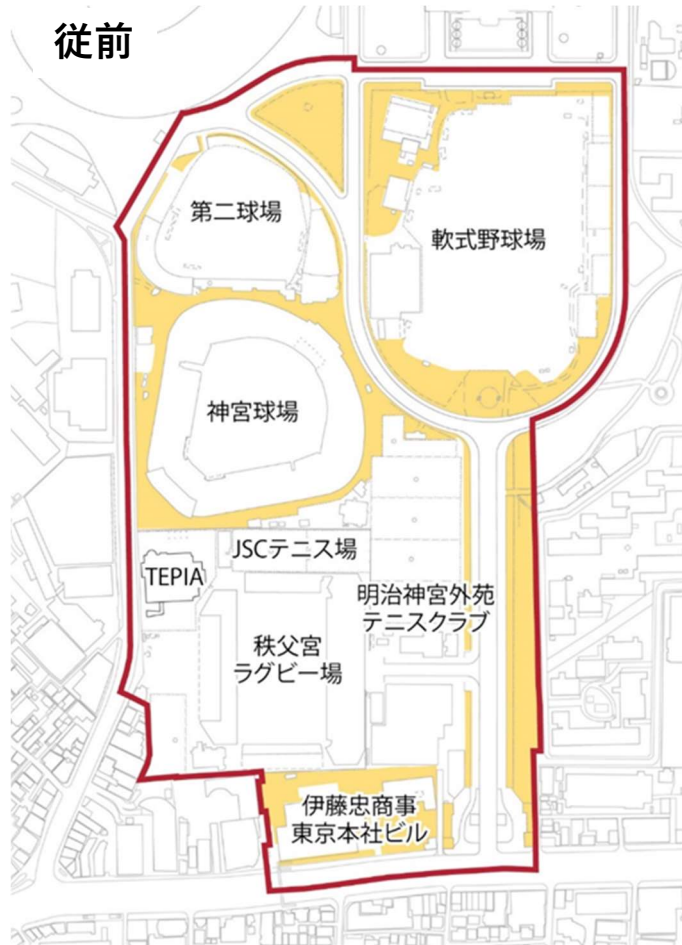 従前
第二球場
軟式野球場
神宮球場
JSCテニス場
TEPIA
明治神宮外苑
テニスクラブ
秩父宮
ラグビー場
伊藤忠商事
東京本社ビル